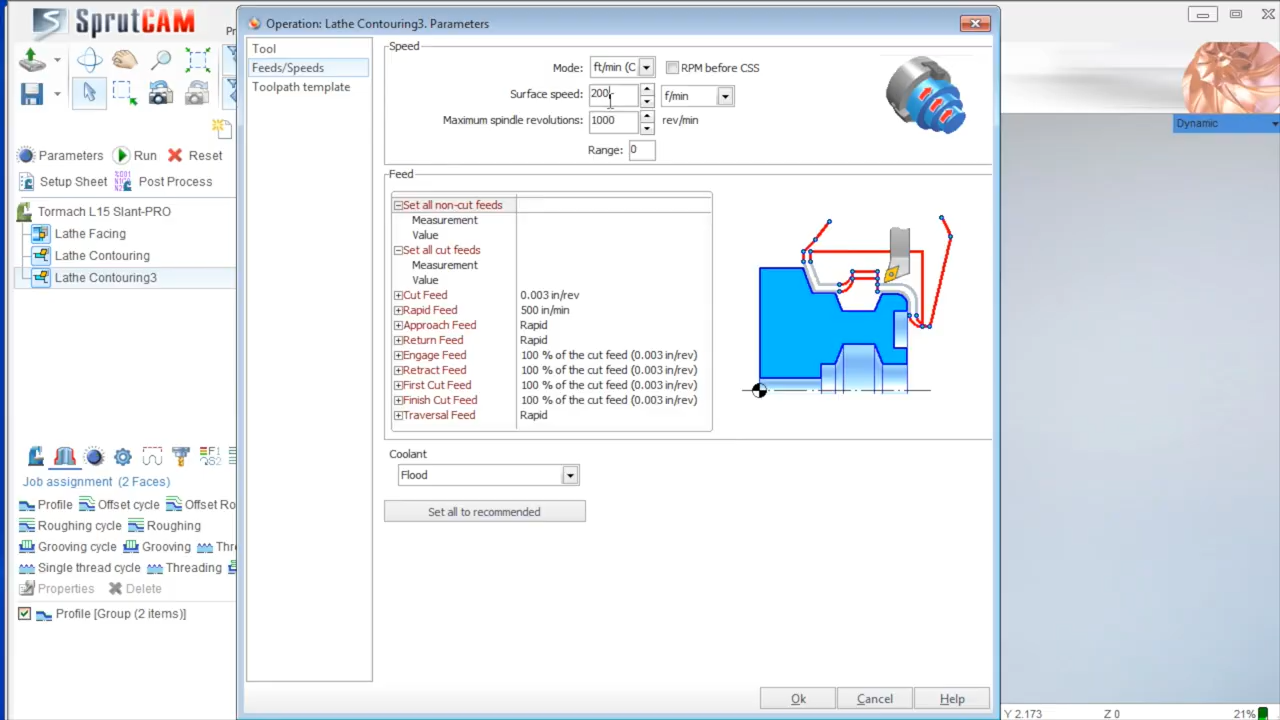 SprutCAM
Operation: Lathe Contouring3. Parameters
Tool
Feeds/Speeds
Toolpath template
Speed
Mode: ft/min (C
RPM before CSS
Surface speed: 200 f/min
Maximum spindle revolutions: 1000 rev/min
Range: 0
Feed
Set all non-cut feeds
Measurement
Value
Set all cut feeds
Measurement
Value
Cut Feed 0.003 in/rev
Rapid Feed 500 in/min
Approach Feed Rapid
Return Feed Rapid
Engage Feed 100 % of the cut feed (0.003 in/rev)
Retract Feed 100 % of the cut feed (0.003 in/rev)
First Cut Feed 100 % of the cut feed (0.003 in/rev)
Finish Cut Feed 100 % of the cut feed (0.003 in/rev)
Traversal Feed Rapid
Coolant
Flood
Set all to recommended
Ok Cancel Help
Dynamic
Parameters Run Reset
Setup Sheet Post Process
Tormach L15 Slant-PRO
Lathe Facing
Lathe Contouring
Lathe Contouring3
Job assignment (2 Faces)
Profile Offset cycle Offset Ro
Roughing cycle Roughing
Grooving cycle Grooving Thr
Single thread cycle Threading
Properties Delete
Profile [Group (2 items)]
Y 2.173 Z 0 21%